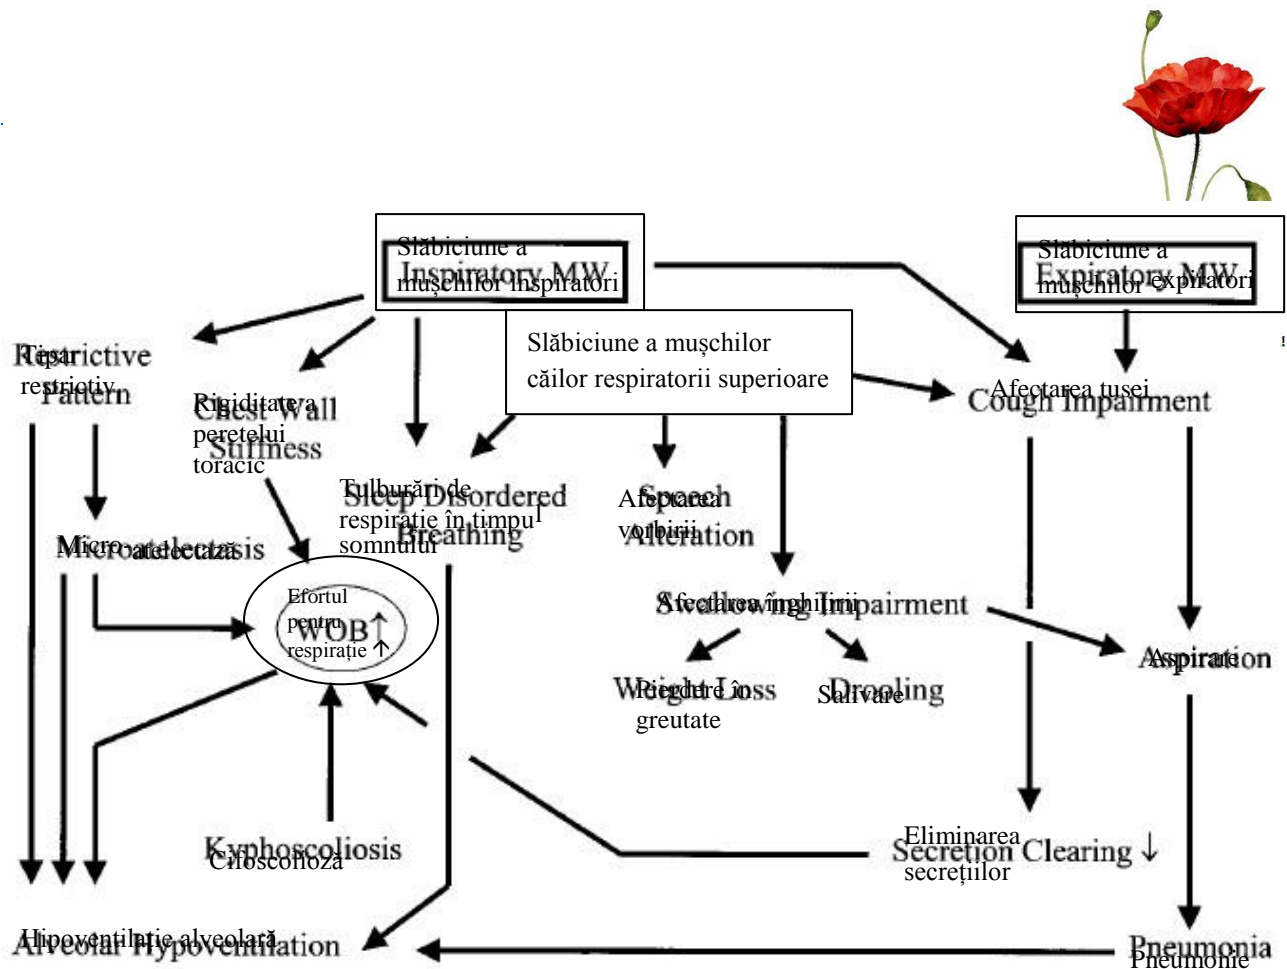 Slăbiciune a
mușchilor inspiratori
Inspiratory MW
Slăbiciune a
mușchilor expiratori
Expiratory MW
Slăbiciune a mușchilor
căilor respiratorii superioare
!
Tipar
restrictiv
Restrictive
Pattern
Rigiditate a
peretelui
toracic
Chest Wall
Stiffness
Afectarea tusei
Cough Impairment
Tulburări de
respirație în timpul
somnului
Sleep Disordered
Breathing
Afectarea
vorbirii
Speech
Alteration
Micro-atelectază
Microatelectasis
Efortul
pentru
respirație ↑
WOB↑
Afectarea înghițirii
Swallowing Impairment
Aspirare
Aspiration
Pierdere în
greutate
Weight Loss
Salivare
Drooling
Cifoscolioză
Kyphoscoliosis
Eliminarea
secrețiilor
Secretion Clearing ↓
Hipoventilație alveolară
Alveolar Hypoventilation
Pneumonie
Pneumonia